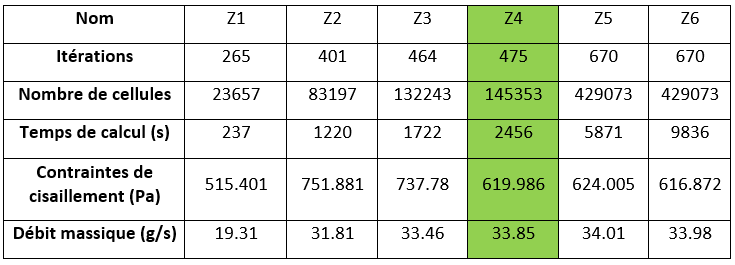 Nom Z1 Z2 Z3 Z4 Z5 Z6
Itérations 265 401 464 475 670 670
Nombre de cellules 23657 83197 132243 145353 429073 429073
Temps de calcul (s) 237 1220 1722 2456 5871 9836
Contraintes de
cisaillement (Pa) 515.401 751.881 737.78 619.986 624.005 616.872
Débit massique (g/s) 19.31 31.81 33.46 33.85 34.01 33.98